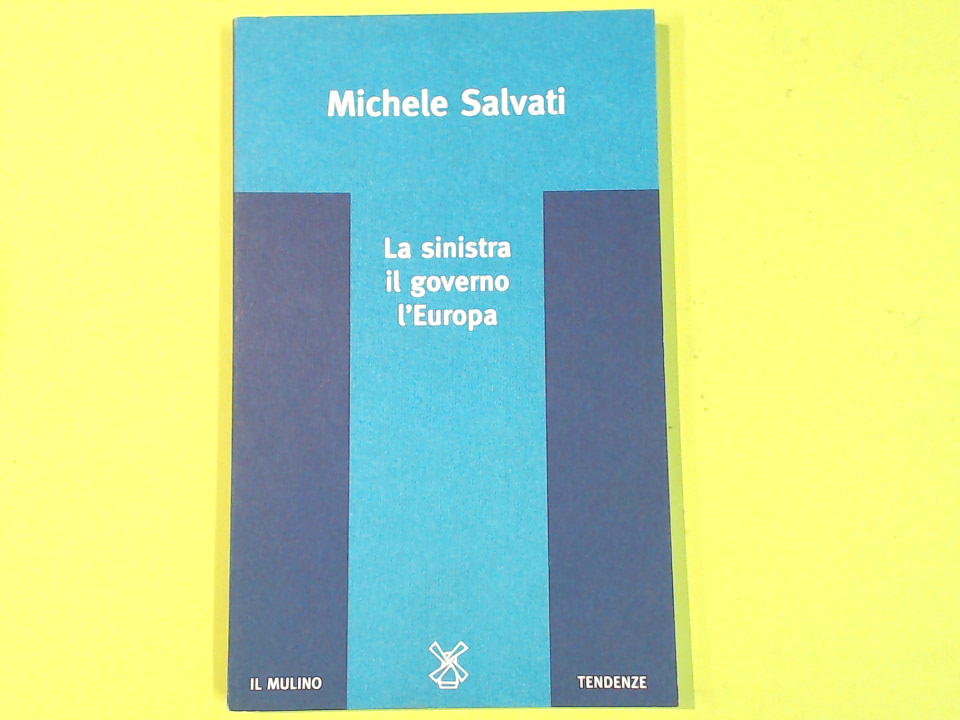 Michele Salvati
La sinistra
il governo
l'Europa
IL MULINO
TENDENZE